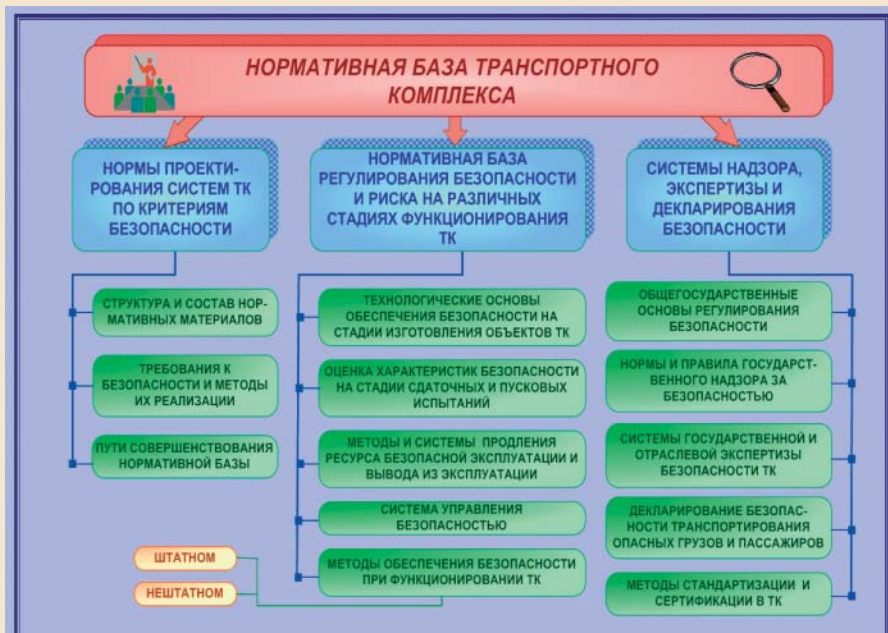 НОРМАТИВНАЯ БАЗА ТРАНСПОРТНОГО
КОМПЛЕКСА
НОРМЫ ПРОЕКТИ-
РОВАНИЯ СИСТЕМ ТК
ПО КРИТЕРИЯМ
БЕЗОПАСНОСТИ
СТРУКТУРА И СОСТАВ НОР-
МАТИВНЫХ МАТЕРИАЛОВ
ТРЕБОВАНИЯ К
БЕЗОПАСНОСТИ И МЕТОДЫ
ИХ РЕАЛИЗАЦИИ
ПУТИ СОВЕРШЕНСТВОВАНИЯ
НОРМАТИВНОЙ БАЗЫ
НОРМАТИВНАЯ БАЗА
РЕГУЛИРОВАНИЯ БЕЗОПАСНОСТИ
И РИСКА НА РАЗЛИЧНЫХ
СТАДИЯХ ФУНКЦИОНИРОВАНИЯ
ТК
ТЕХНОЛОГИЧЕСКИЕ ОСНОВЫ
ОБЕСПЕЧЕНИЯ БЕЗОПАСНОСТИ НА
СТАДИИ ИЗГОТОВЛЕНИЯ ОБЪЕКТОВ ТК
ОЦЕНКА ХАРАКТЕРИСТИК БЕЗОПАСНОСТИ
НА СТАДИИ СДАТОЧНЫХ И ПУСКОВЫХ
ИСПЫТАНИЙ
МЕТОДЫ И СИСТЕМЫ ПРОДЛЕНИЯ
РЕСУРСА БЕЗОПАСНОЙ ЭКСПЛУАТАЦИИ И
ВЫВОДА ИЗ ЭКСПЛУАТАЦИИ
СИСТЕМА УПРАВЛЕНИЯ
БЕЗОПАСНОСТЬЮ
МЕТОДЫ ОБЕСПЕЧЕНИЯ БЕЗОПАСНОСТИ
ПРИ ФУНКЦИОНИРОВАНИИ ТК
ШТАТНОМ
НЕШТАТНОМ
СИСТЕМЫ НАДЗОРА,
ЭКСПЕРТИЗЫ И
ДЕКЛАРИРОВАНИЯ
БЕЗОПАСНОСТИ
ОБЩЕГОСУДАРСТВЕННЫЕ
ОСНОВЫ РЕГУЛИРОВАНИЯ
БЕЗОПАСНОСТИ
НОРМЫ И ПРАВИЛА ГОСУДАРСТ-
ВЕННОГО НАДЗОРА ЗА
БЕЗОПАСНОСТЬЮ
СИСТЕМЫ ГОСУДАРСТВЕННОЙ И
ОТРАСЛЕВОЙ ЭКСПЕРТИЗЫ
БЕЗОПАСНОСТИ ТК
ДЕКЛАРИРОВАНИЕ БЕЗОПАС-
НОСТИ ТРАНСПОРТИРОВАНИЯ
ОПАСНЫХ ГРУЗОВ И ПАССАЖИРОВ
МЕТОДЫ СТАНДАРТИЗАЦИИ И
СЕРТИФИКАЦИИ В ТК